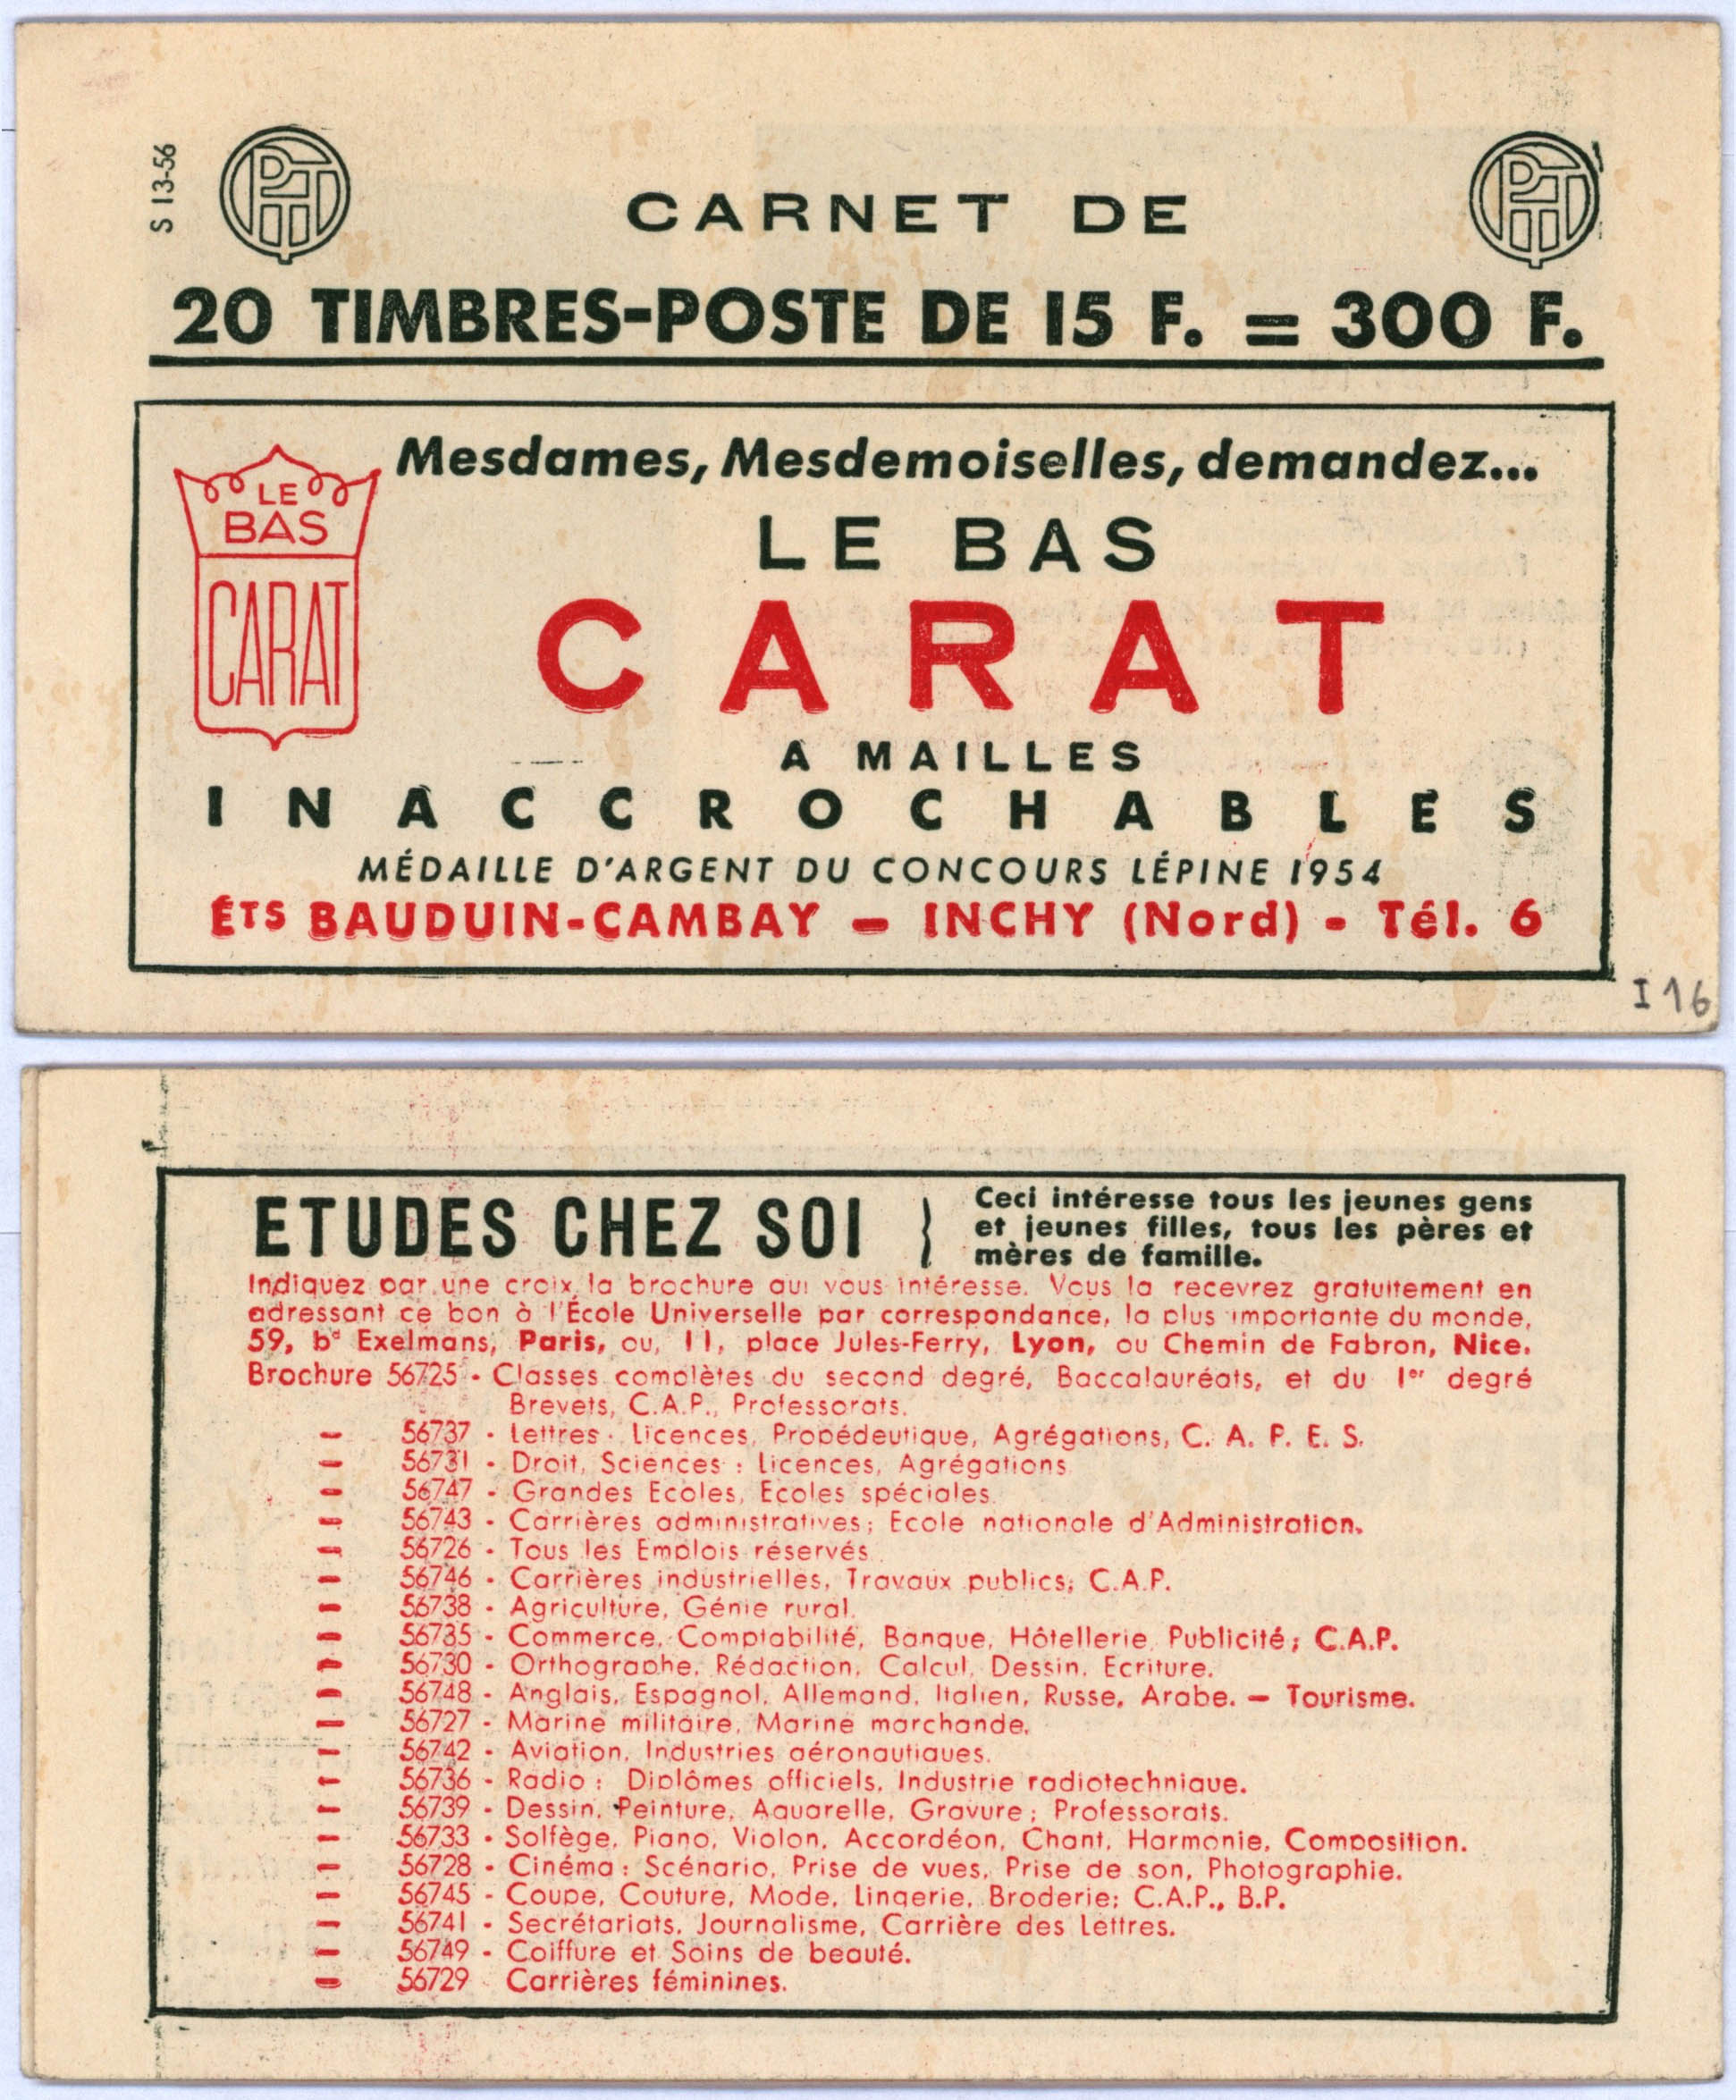 S 13-56
PTT
PTT
CARNET DE
20 TIMBRES-POSTE DE 15 F. = 300 F.
Mesdames, Mesdemoiselles, demandez...
LE
BAS
CARAT
LE BAS
CARAT
A MAILLES
INACCROCHABLES
MÉDAILLE D'ARGENT DU CONCOURS LÉPINE 1954
ÉTS BAUDUIN-CAMBAY — INCHY (Nord) - Tél. 6
I 16
ETUDES CHEZ SOI } Ceci intéresse tous les jeunes gens
et jeunes filles, tous les pères et
mères de famille.
Indiquez par une croix la brochure qui vous intéresse. Vous la recevrez gratuitement en
adressant ce bon à l'École Universelle par correspondance, la plus importante du monde,
59, bd Exelmans, Paris, ou, 11, place Jules-Ferry, Lyon, ou Chemin de Fabron, Nice.
Brochure 56725 - Classes complètes du second degré, Baccalauréats, et du 1er degré
Brevets, C.A.P., Professorats.
— 56737 - Lettres : Licences, Propédeutique, Agrégations, C. A. P. E. S.
— 56731 - Droit, Sciences : Licences, Agrégations
— 56747 - Grandes Ecoles, Ecoles spéciales.
— 56743 - Carrières administratives; Ecole nationale d'Administration.
— 56726 - Tous les Emplois réservés.
— 56746 - Carrières industrielles, Travaux publics; C.A.P.
— 56738 - Agriculture, Génie rural.
— 56735 - Commerce, Comptabilité, Banque, Hôtellerie, Publicité; C.A.P.
— 56730 - Orthographe, Rédaction, Calcul, Dessin, Ecriture.
— 56748 - Anglais, Espagnol, Allemand, Italien, Russe, Arabe. — Tourisme.
— 56727 - Marine militaire, Marine marchande.
— 56742 - Aviation, Industries aéronautiques.
— 56736 - Radio : Diplômes officiels, Industrie radiotechnique.
— 56739 - Dessin, Peinture, Aquarelle, Gravure; Professorats.
— 56733 - Solfège, Piano, Violon, Accordéon, Chant, Harmonie, Composition.
— 56728 - Cinéma : Scénario, Prise de vues, Prise de son, Photographie.
— 56745 - Coupe, Couture, Mode, Lingerie, Broderie; C.A.P., B.P.
— 56741 - Secrétariats, Journalisme, Carrière des Lettres.
— 56749 - Coiffure et Soins de beauté.
— 56729 - Carrières féminines.